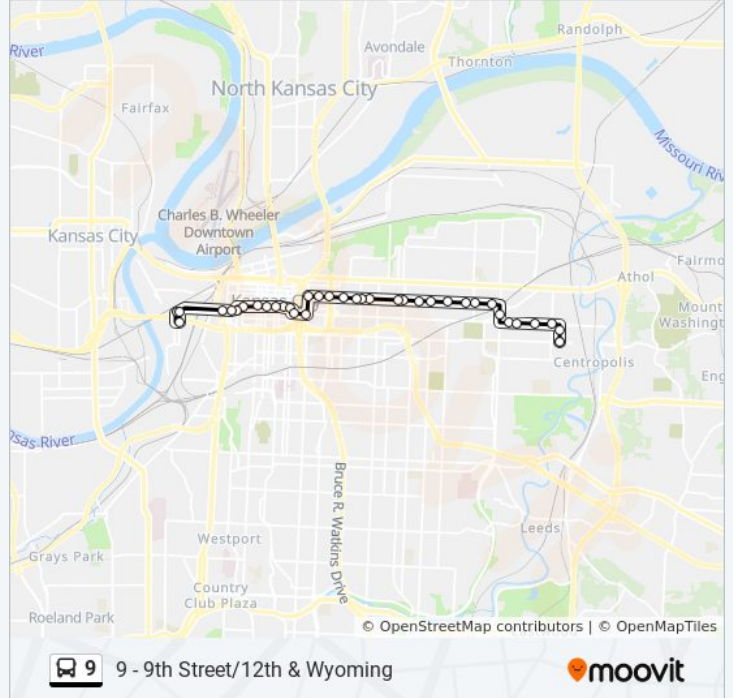 Randolph
River
Avondale
Thornton
North Kansas City
Fairfax
Missouri Riv
Charles B. Wheeler
Downtown
Airport
Kansas City
Fairmo
Athol
Kansas
Mount
Washingt
Centropolis
Eng
sas River
Bruce R. Watkins Drive
Leeds
Westport
Grays Park
Country
Club Plaza
Roeland Park
© OpenStreetMap contributors | © OpenMapTiles
9 9 - 9th Street/12th & Wyoming
moovit